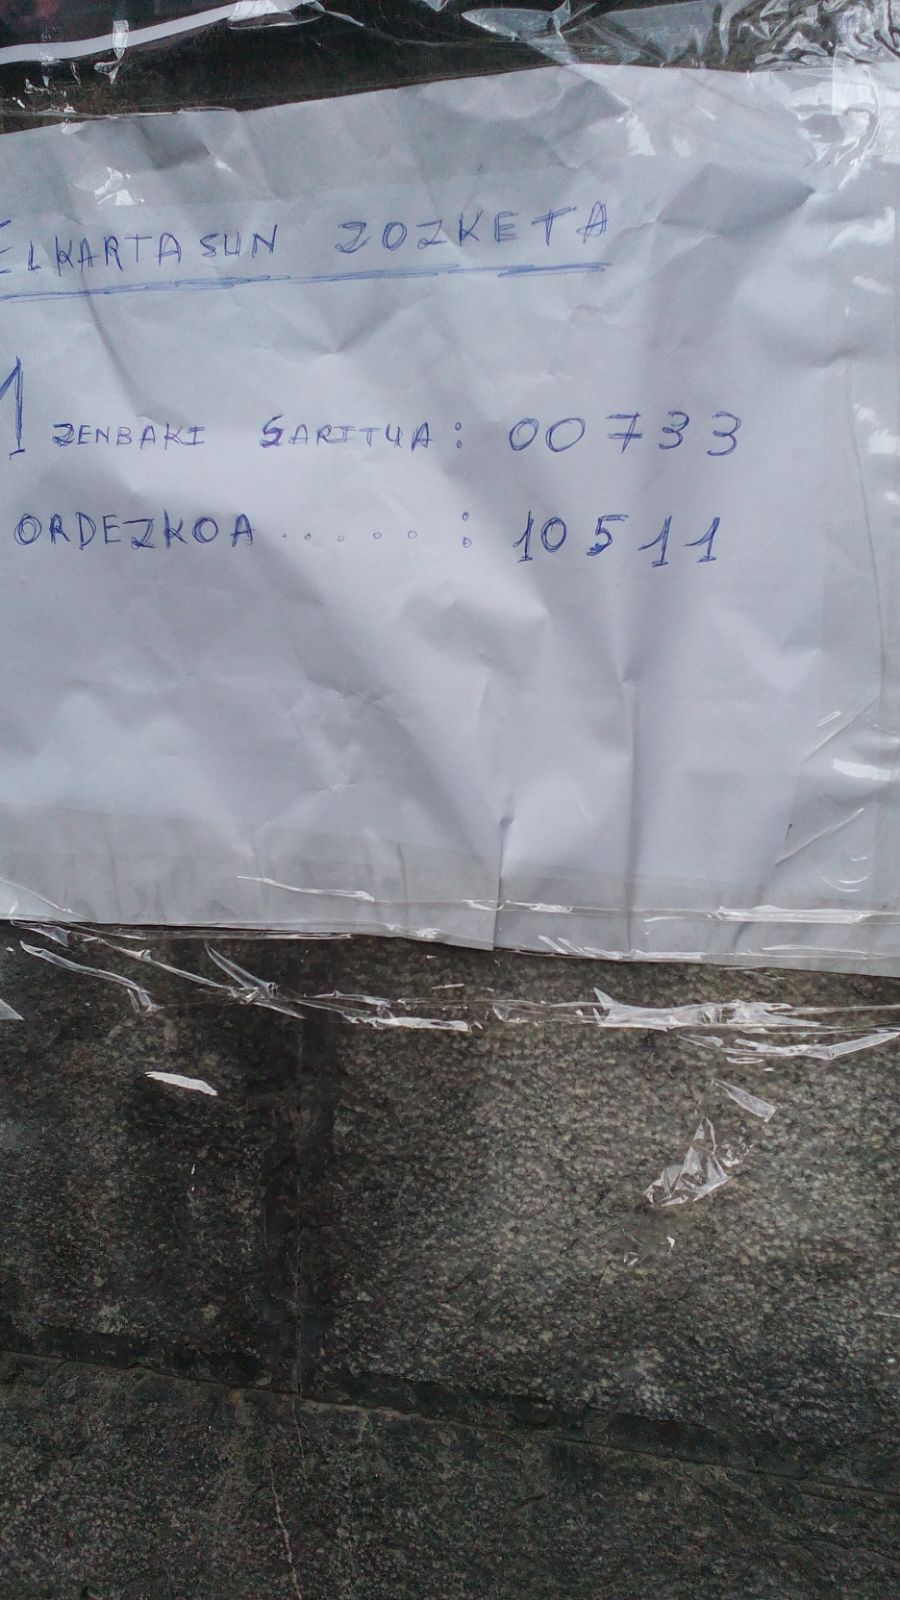 ELKARTASUN ZOZKETA
1 ZENBAKI SARITUA: 00733
ORDEZKOA ......: 10511